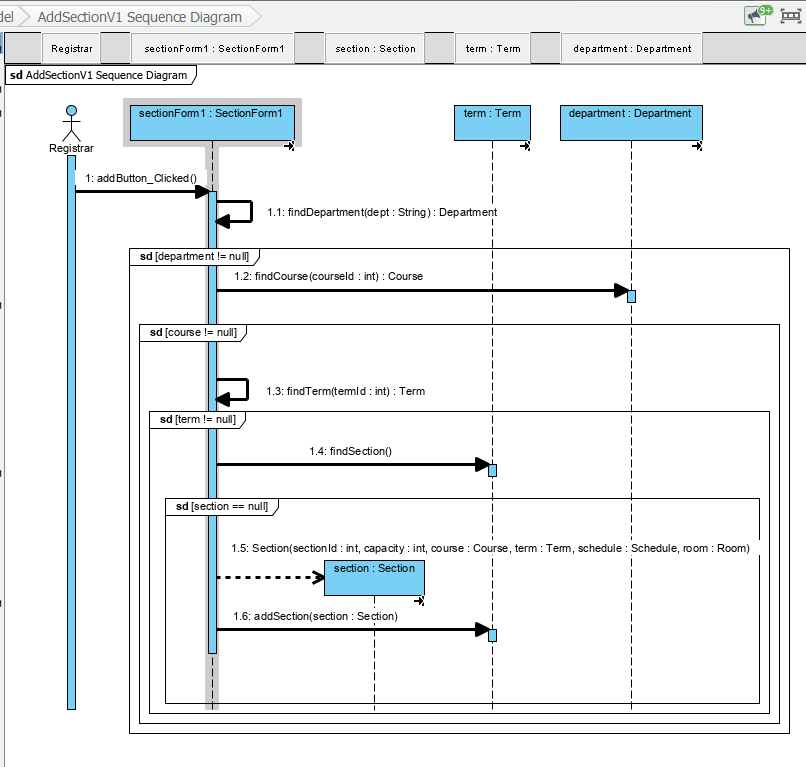 del
AddSectionV1 Sequence Diagram
9+
Registrar
sectionForm1 : SectionForm1
section : Section
term : Term
department : Department
sd AddSectionV1 Sequence Diagram
sectionForm1 : SectionForm1
term : Term
department : Department
Registrar
1: addButton_Clicked()
1.1: findDepartment(dept : String) : Department
sd [department != null]
1.2: findCourse(courseId : int) : Course
sd [course != null]
1.3: findTerm(termId : int) : Term
sd [term != null]
1.4: findSection()
sd [section == null]
1.5: Section(sectionId : int, capacity : int, course : Course, term : Term, schedule : Schedule, room : Room)
section : Section
1.6: addSection(section : Section)